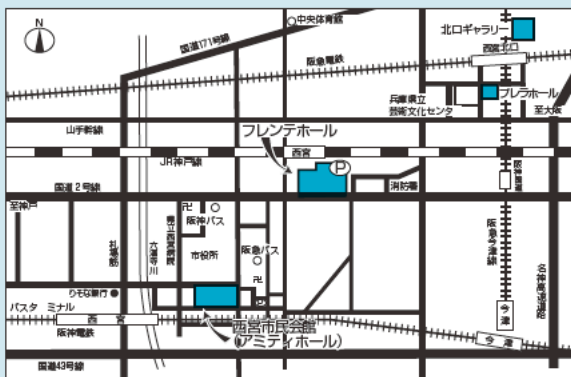 N
中央体育館
北口ギャラリー
国道171号線
阪急電鉄
西宮北口
兵庫県立
芸術文化センタ
プレラホール
至大阪
山手幹線
フレンテホール
西宮
P
JR神戸線
消防署
国道2号線
至神戸
札場筋
六湛寺川
県立西宮病院
卍
阪神バス
市役所
阪急バス
卍
卍
阪急今津線
名神高速道路
りそな銀行
バスタ ミナル
西宮
阪神電鉄
西宮市民会館
(アミティホール)
今津
今津
国道43号線